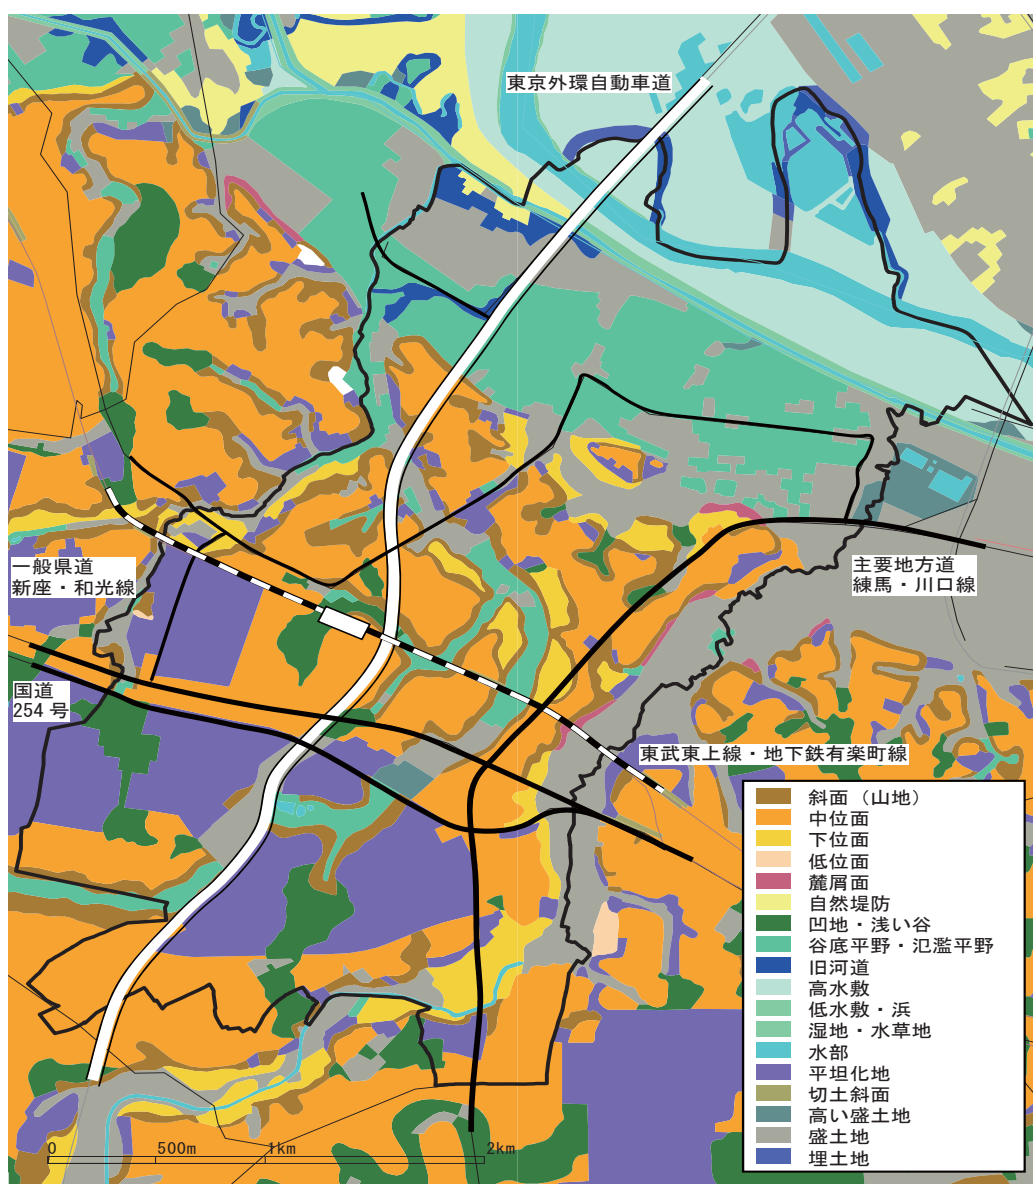 東京外環自動車道
一般県道
新座・和光線
主要地方道
練馬・川口線
国道
254 号
東武東上線・地下鉄有楽町線
斜面（山地）
中位面
下位面
低位面
麓屑面
自然堤防
凹地・浅い谷
谷底平野・氾濫平野
旧河道
高水敷
低水敷・浜
湿地・水草地
水部
平坦化地
切土斜面
高い盛土地
盛土地
埋土地
0 500m 1km 2km